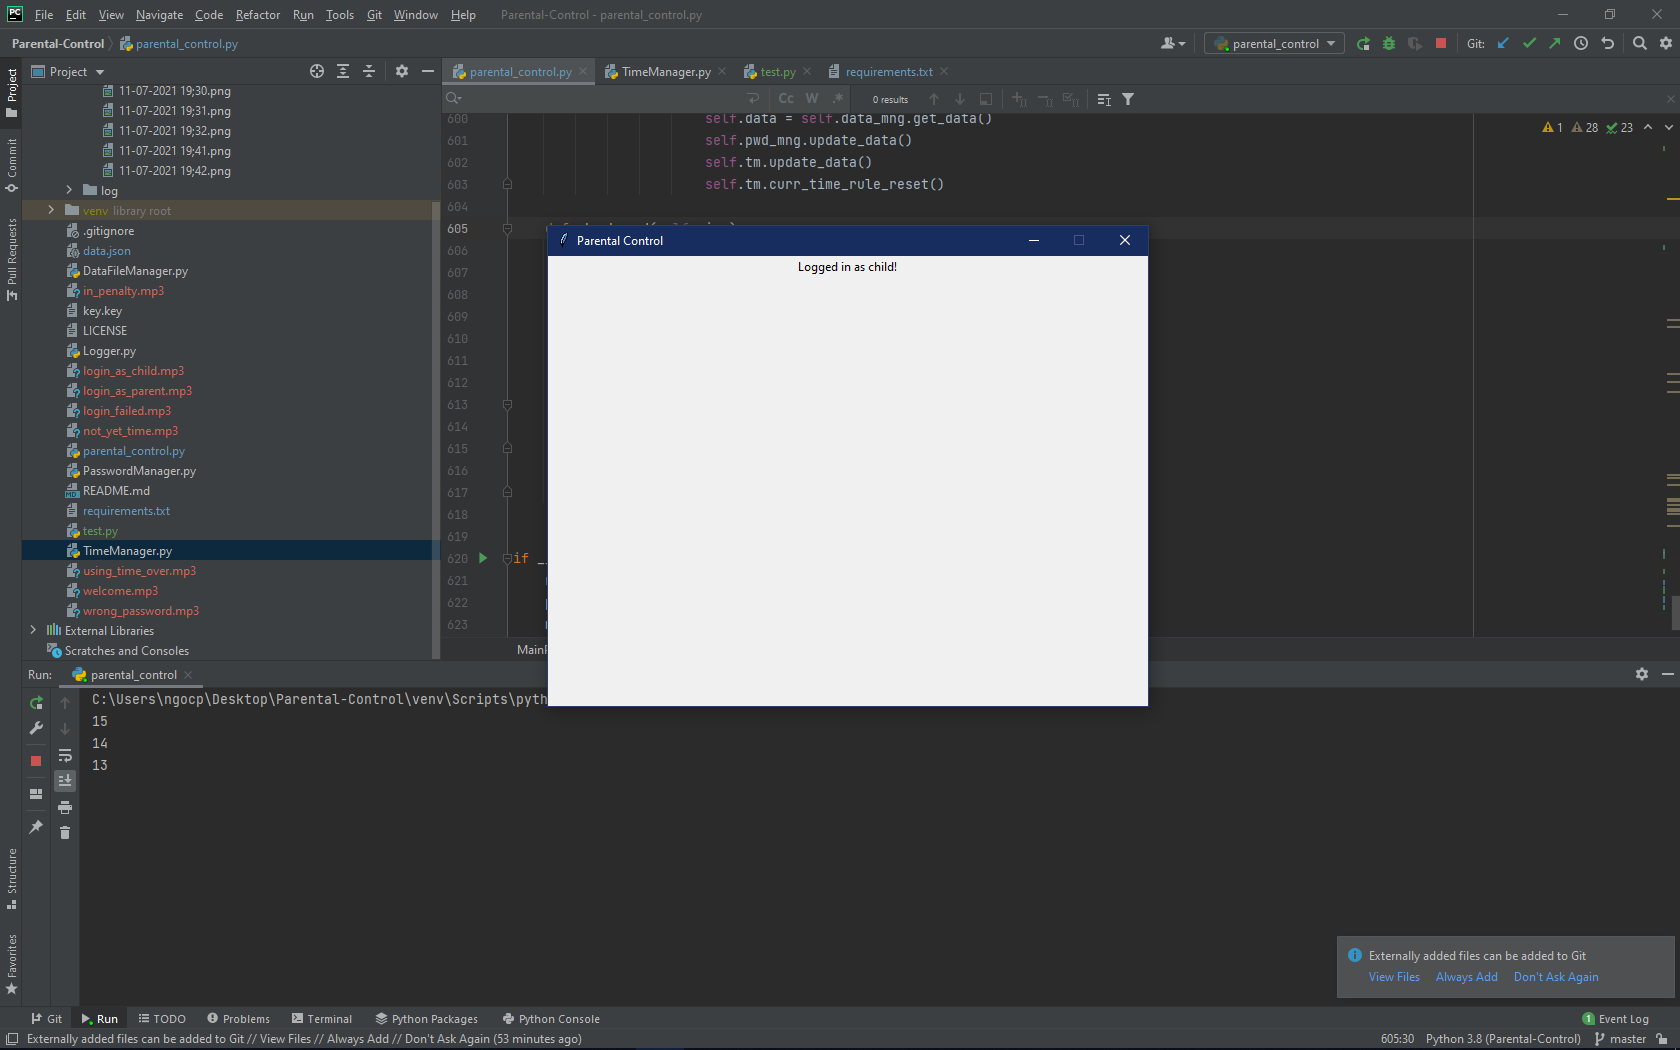 PC File Edit View Navigate Code Refactor Run Tools Git Window Help Parental-Control - parental_control.py
Parental-Control parental_control.py
parental_control Git:
Project
parental_control.py TimeManager.py test.py requirements.txt
Cc W .* 0 results
1 28 23
Project
Commit
Pull Requests
Structure
Favorites
11-07-2021 19;30.png
11-07-2021 19;31.png
11-07-2021 19;32.png
11-07-2021 19;41.png
11-07-2021 19;42.png
log
venv library root
.gitignore
data.json
DataFileManager.py
in_penalty.mp3
key.key
LICENSE
Logger.py
login_as_child.mp3
login_as_parent.mp3
login_failed.mp3
not_yet_time.mp3
parental_control.py
PasswordManager.py
README.md
requirements.txt
test.py
TimeManager.py
using_time_over.mp3
welcome.mp3
wrong_password.mp3
External Libraries
Scratches and Consoles
600 self.data = self.data_mng.get_data()
601 self.pwd_mng.update_data()
602 self.tm.update_data()
603 self.tm.curr_time_rule_reset()
604
605
606
607
608
609
610
611
612
613
614
615
616
617
618
619
620 if _
621
622
623
Parental Control
Logged in as child!
Run: parental_control
C:\Users\ngocp\Desktop\Parental-Control\venv\Scripts\pyth
15
14
13
Externally added files can be added to Git
View Files Always Add Don't Ask Again
Git Run TODO Problems Terminal Python Packages Python Console 1 Event Log
Externally added files can be added to Git // View Files // Always Add // Don't Ask Again (53 minutes ago) 605:30 Python 3.8 (Parental-Control) master